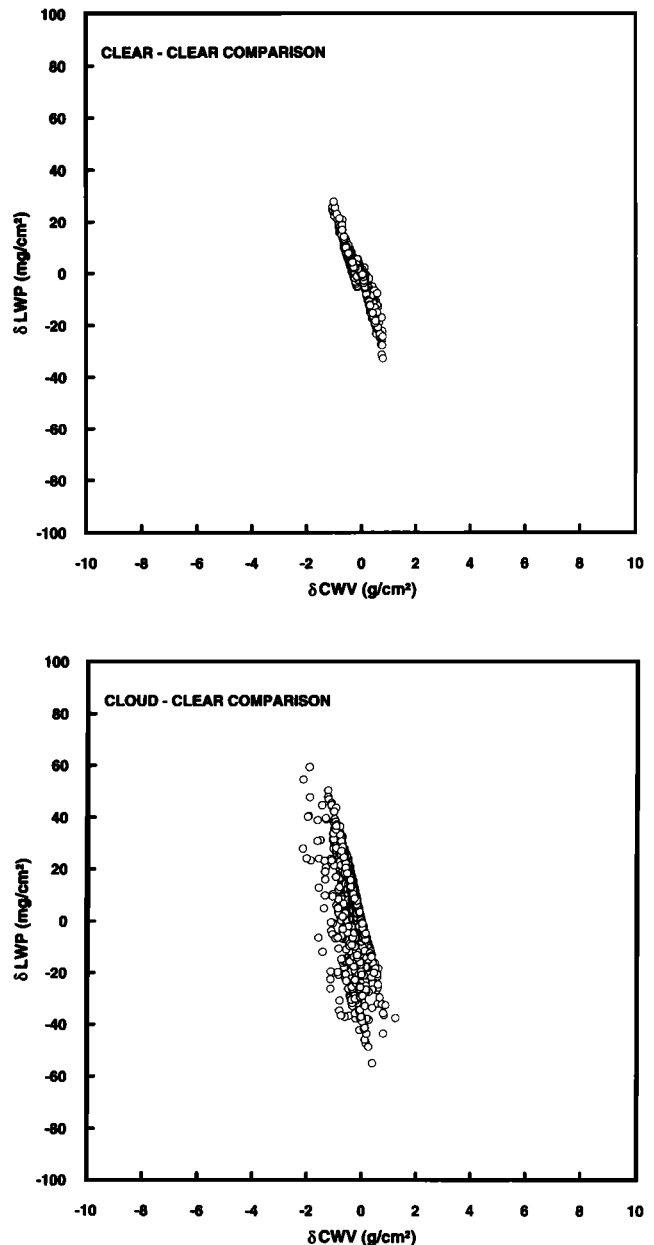 100
80
60
40
20
0
-20
-40
-60
-80
-100
δ LWP (mg/cm²)
CLEAR - CLEAR COMPARISON
-10 -8 -6 -4 -2 0 2 4 6 8 10
δ CWV (g/cm²)
100
80
60
40
20
0
-20
-40
-60
-80
-100
δ LWP (mg/cm²)
CLOUD - CLEAR COMPARISON
-10 -8 -6 -4 -2 0 2 4 6 8 10
δ CWV (g/cm²)